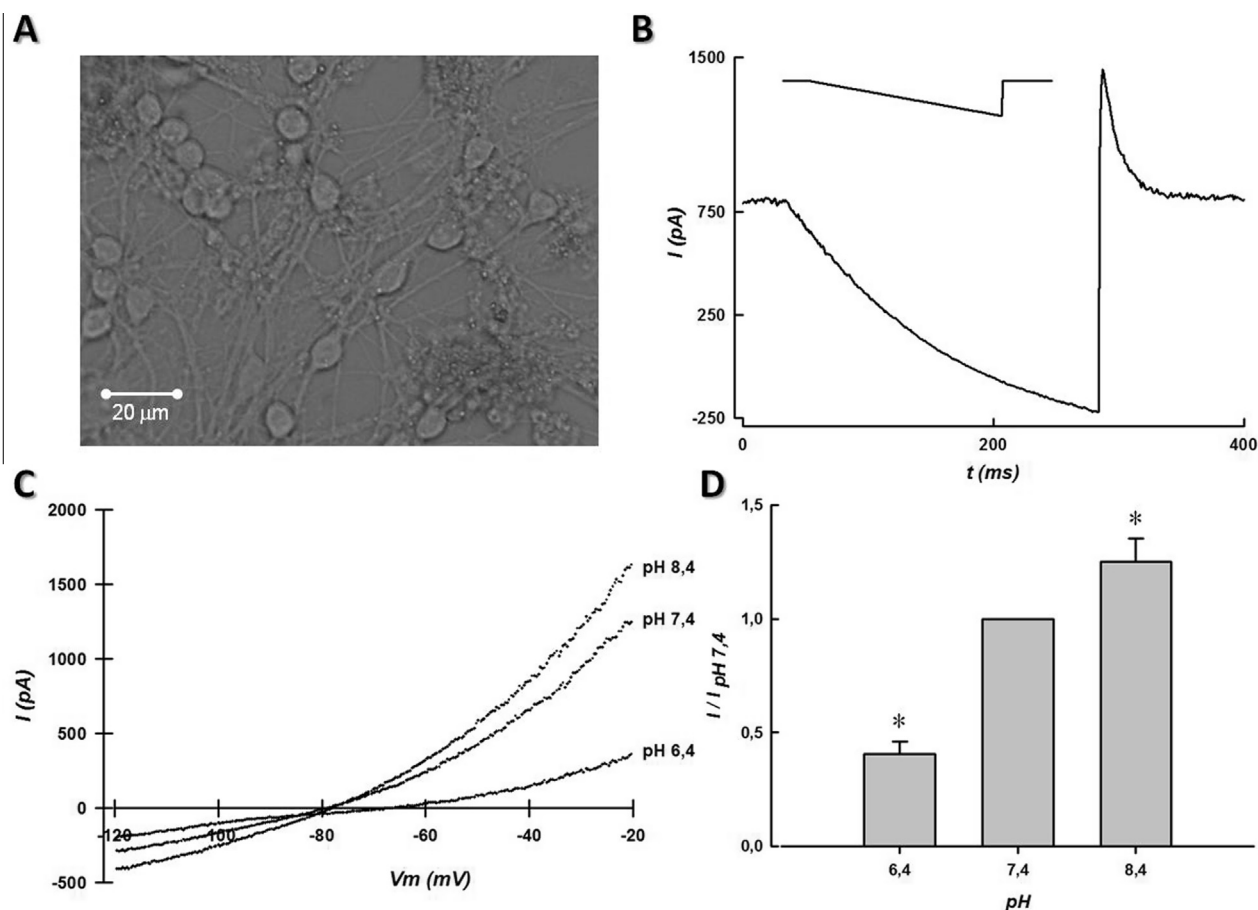 A
20 μm
B
1500
750
250
-250
I (pA)
0
200
400
t (ms)
C
2000
1500
1000
500
0
-500
I (pA)
-120
-100
-80
-60
-40
-20
Vm (mV)
pH 8,4
pH 7,4
pH 6,4
D
1,5
1,0
0,5
0,0
I / I pH 7,4
*
*
6,4
7,4
8,4
pH